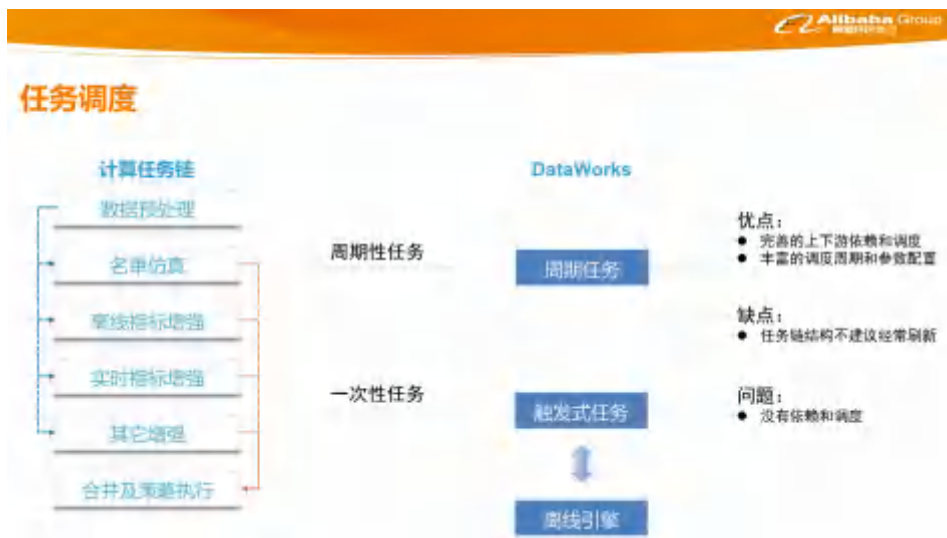 Alibaba Group
任务调度
计算任务链
数据预处理
名单仿真
离线指标增强
实时指标增强
其它增强
合并及策略执行
周期性任务
一次性任务
DataWorks
周期任务
触发式任务
离线引擎
优点：
● 完善的上下游依赖和调度
● 丰富的调度周期和参数配置
缺点：
● 任务链结构不建议经常刷新
问题：
● 没有依赖和调度